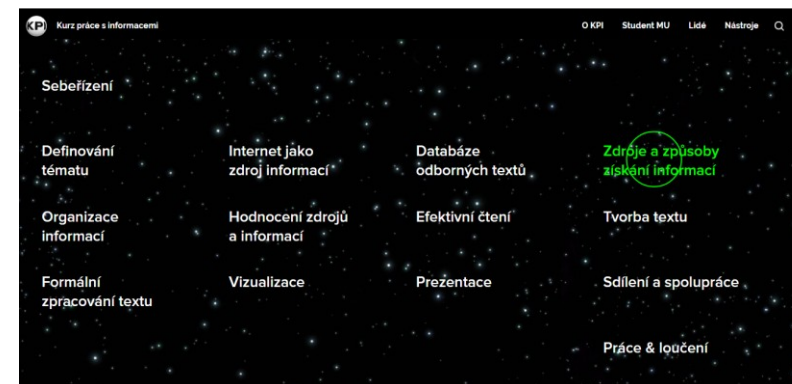 KPI Kurz práce s informacemi O KPI Student MU Lidé Nástroje
Sebeřízení
Definování
tématu
Internet jako
zdroj informací
Databáze
odborných textů
Zdroje a způsoby
získání informací
Organizace
informací
Hodnocení zdrojů
a informací
Efektivní čtení
Tvorba textu
Formální
zpracování textu
Vizualizace
Prezentace
Sdílení a spolupráce
Práce & loučení